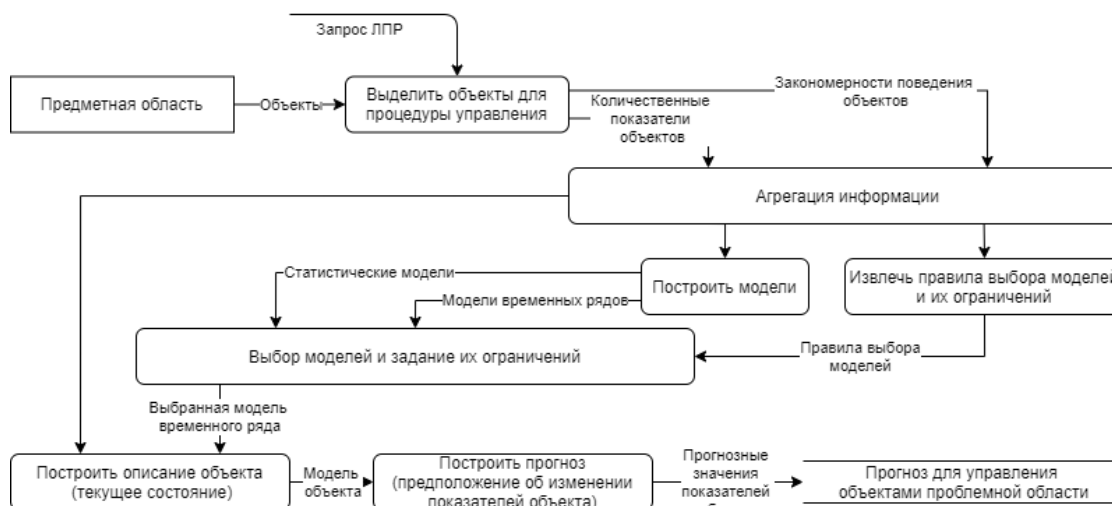 Запрос ЛПР
Предметная область
Объекты
Выделить объекты для
процедуры управления
Количественные
показатели
объектов
Закономерности поведения
объектов
Агрегация информации
Статистические модели
Модели временных рядов
Построить модели
Извлечь правила выбора моделей
и их ограничений
Выбор моделей и задание их ограничений
Правила выбора
моделей
Выбранная модель
временного ряда
Построить описание объекта
(текущее состояние)
Модель
объекта
Построить прогноз
(предположение об изменении
показателей объекта)
Прогнозные
значения
показателей
Прогноз для управления
объектами проблемной области